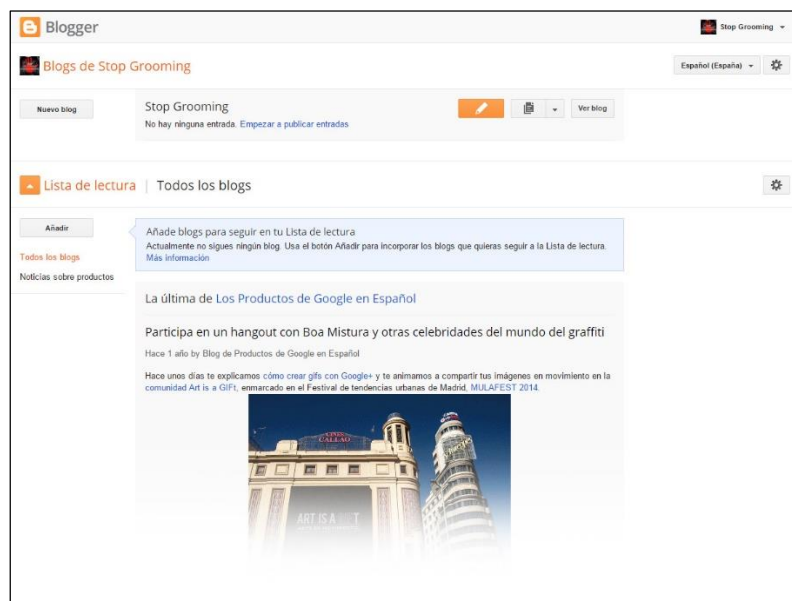 Blogger
Stop Grooming
Blogs de Stop Grooming
Español (España)
Nuevo blog
Stop Grooming
Ver blog
No hay ninguna entrada. Empezar a publicar entradas
Lista de lectura | Todos los blogs
Añadir
Todos los blogs
Noticias sobre productos
Añade blogs para seguir en tu Lista de lectura
Actualmente no sigues ningún blog. Usa el botón Añadir para incorporar los blogs que quieras seguir a la Lista de lectura.
Más información
La última de Los Productos de Google en Español
Participa en un hangout con Boa Mistura y otras celebridades del mundo del graffiti
Hace 1 año by Blog de Productos de Google en Español
Hace unos días te explicamos cómo crear gifs con Google+ y te animamos a compartir tus imágenes en movimiento en la
comunidad Art is a GIFt, enmarcado en el Festival de tendencias urbanas de Madrid, MULAFEST 2014.
CALLAO
ART IS A